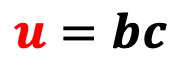 u = bc